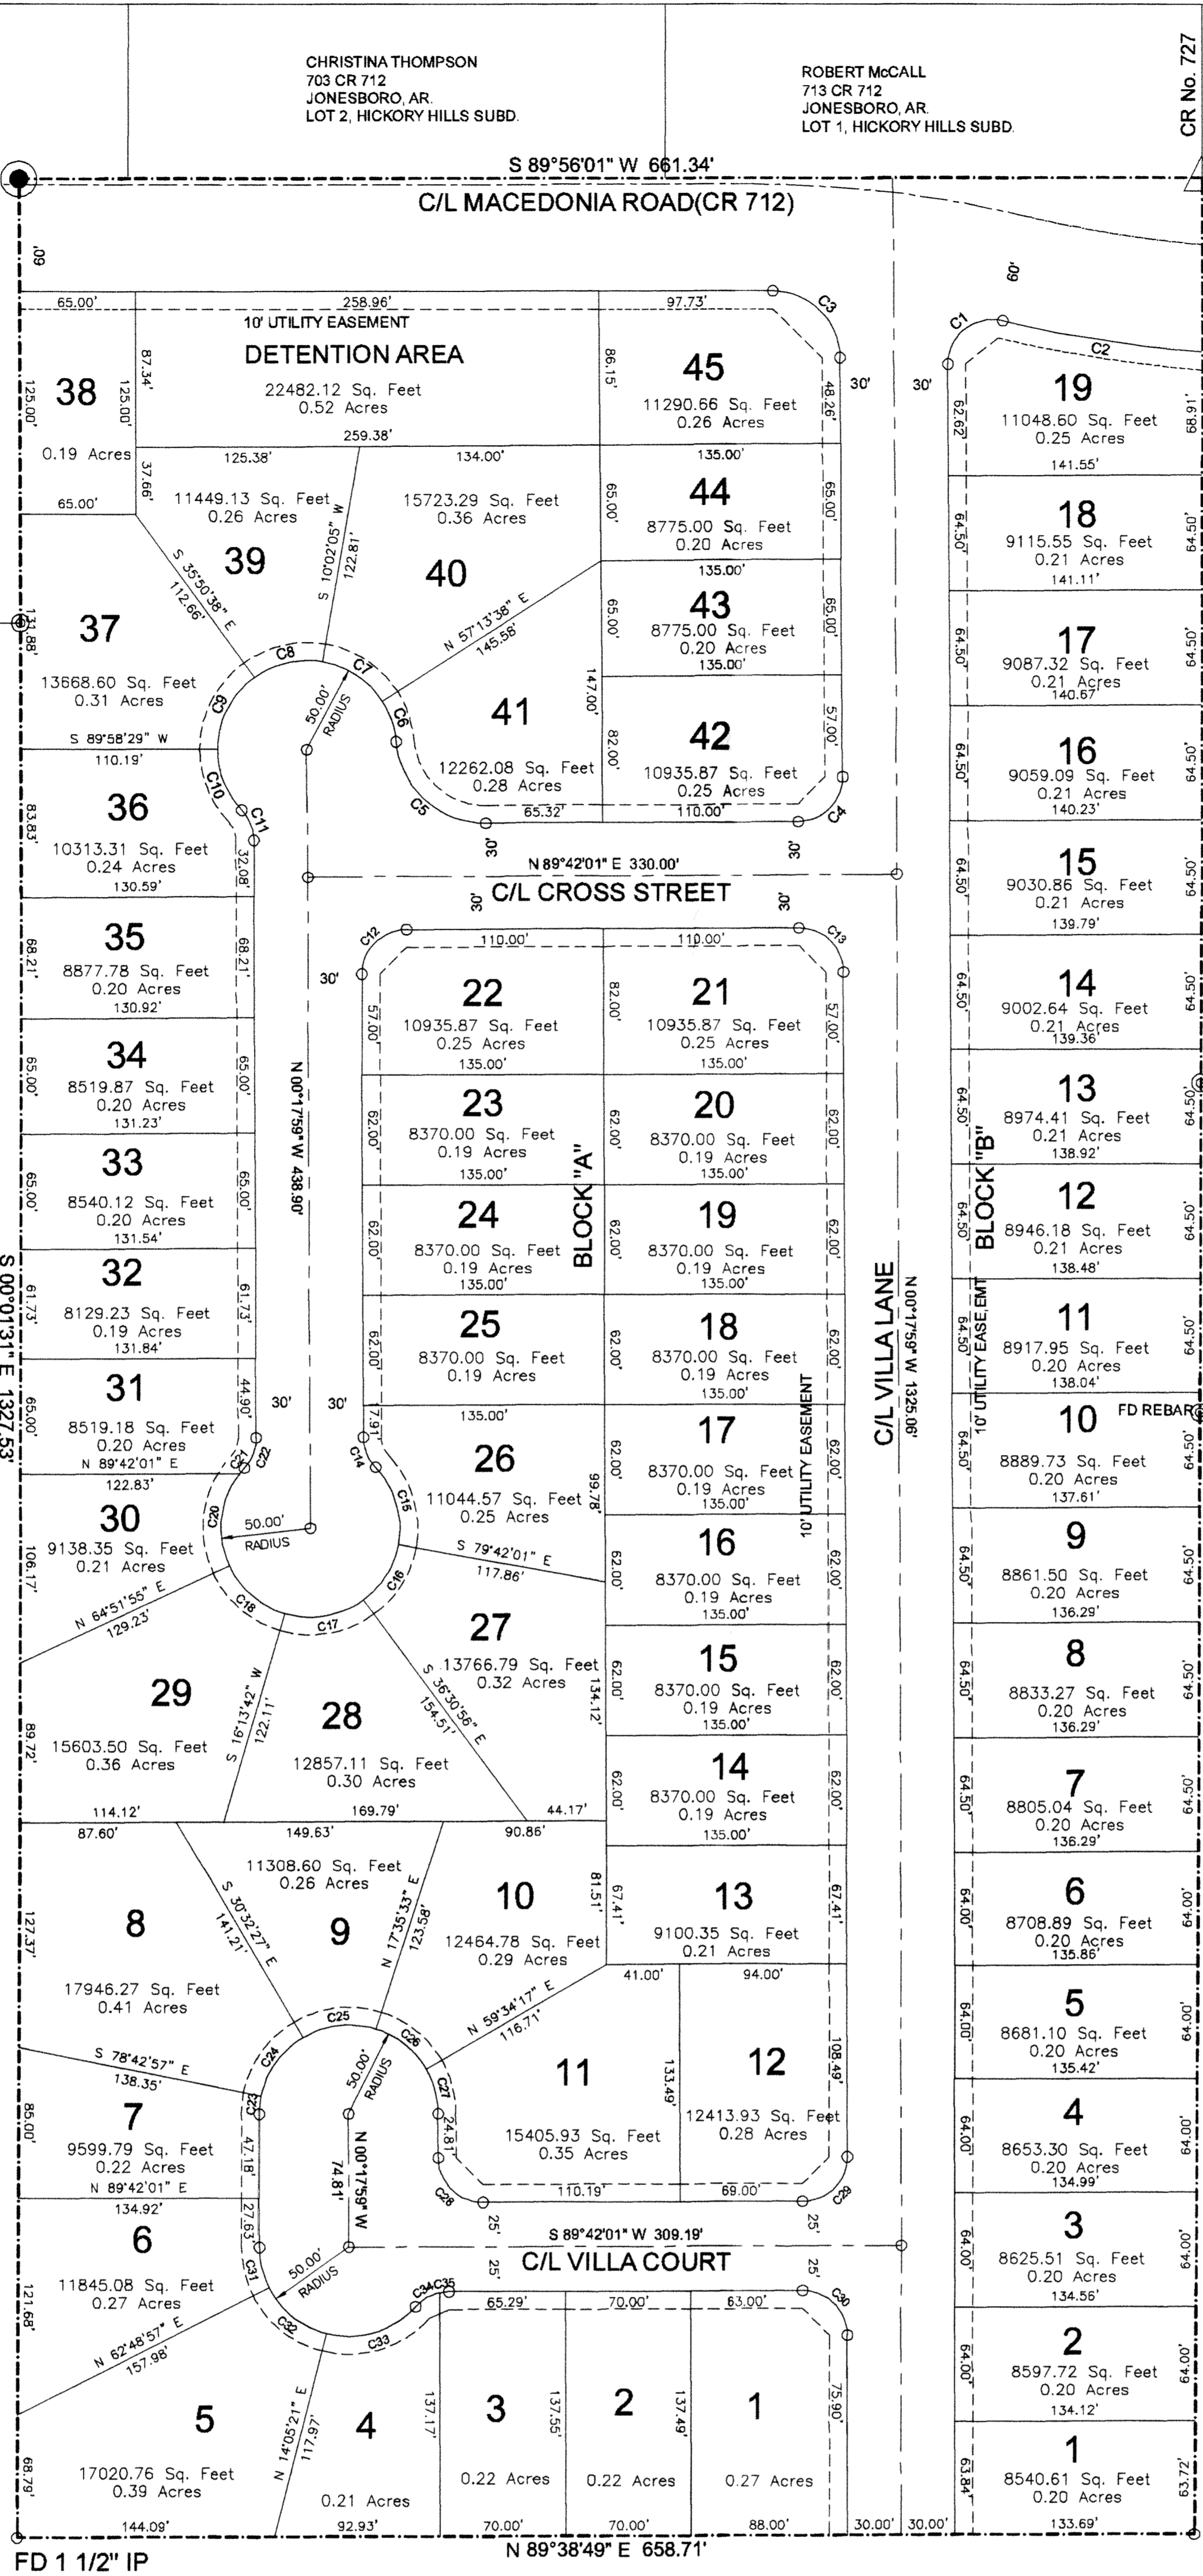 CHRISTINA THOMPSON
703 CR 712
JONESBORO, AR.
LOT 2, HICKORY HILLS SUBD.
ROBERT McCALL
713 CR 712
JONESBORO, AR.
LOT 1, HICKORY HILLS SUBD.
CR No. 727
S 89°56'01" W 661.34'
C/L MACEDONIA ROAD(CR 712)
60'
60'
65.00'
258.96'
97.73'
C3
C1
C2
10' UTILITY EASEMENT
DETENTION AREA
22482.12 Sq. Feet
0.52 Acres
259.38'
87.34'
86.15'
38
125.00'
125.00'
0.19 Acres
65.00'
37.66'
45
11290.66 Sq. Feet
0.26 Acres
135.00'
48.26'
30'
30'
62.62'
19
11048.60 Sq. Feet
0.25 Acres
141.55'
68.91'
125.38'
11449.13 Sq. Feet
0.26 Acres
39
S 10°02'05" W
122.81'
134.00'
15723.29 Sq. Feet
0.36 Acres
40
65.00'
44
8775.00 Sq. Feet
0.20 Acres
135.00'
65.00'
64.50'
18
9115.55 Sq. Feet
0.21 Acres
141.11'
64.50'
S 35°50'38" E
112.66'
N 57°13'38" E
145.58'
131.88'
37
13668.60 Sq. Feet
0.31 Acres
S 89°58'29" W
110.19'
C9
C8
C7
C6
50.00'
RADIUS
65.00'
43
8775.00 Sq. Feet
0.20 Acres
135.00'
65.00'
64.50'
17
9087.32 Sq. Feet
0.21 Acres
140.67'
64.50'
147.00'
41
12262.08 Sq. Feet
0.28 Acres
65.32'
82.00'
42
10935.87 Sq. Feet
0.25 Acres
110.00'
57.00'
C4
C5
64.50'
16
9059.09 Sq. Feet
0.21 Acres
140.23'
64.50'
83.83'
36
10313.31 Sq. Feet
0.24 Acres
130.59'
C10
C11
32.08'
30'
30'
N 89°42'01" E 330.00'
C/L CROSS STREET
30'
30'
64.50'
15
9030.86 Sq. Feet
0.21 Acres
139.79'
64.50'
68.21'
35
8877.78 Sq. Feet
0.20 Acres
130.92'
68.21'
30'
C12
110.00'
110.00'
C13
57.00'
22
10935.87 Sq. Feet
0.25 Acres
135.00'
82.00'
21
10935.87 Sq. Feet
0.25 Acres
135.00'
57.00'
64.50'
14
9002.64 Sq. Feet
0.21 Acres
139.36'
64.50'
65.00'
34
8519.87 Sq. Feet
0.20 Acres
131.23'
65.00'
N 00°17'59" W 438.90'
62.00'
23
8370.00 Sq. Feet
0.19 Acres
135.00'
62.00'
20
8370.00 Sq. Feet
0.19 Acres
135.00'
62.00'
64.50'
13
8974.41 Sq. Feet
0.21 Acres
138.92'
64.50'
BLOCK "A"
BLOCK "B"
65.00'
33
8540.12 Sq. Feet
0.20 Acres
131.54'
65.00'
62.00'
24
8370.00 Sq. Feet
0.19 Acres
135.00'
62.00'
19
8370.00 Sq. Feet
0.19 Acres
135.00'
62.00'
64.50'
12
8946.18 Sq. Feet
0.21 Acres
138.48'
64.50'
S 00°01'31" E 1327.53'
61.73'
32
8129.23 Sq. Feet
0.19 Acres
131.84'
61.73'
62.00'
25
8370.00 Sq. Feet
0.19 Acres
135.00'
62.00'
18
8370.00 Sq. Feet
0.19 Acres
135.00'
62.00'
C/L VILLA LANE
N 00°17'59" W 1325.06'
64.50'
10' UTILITY EASE,EMT
11
8917.95 Sq. Feet
0.20 Acres
138.04'
64.50'
65.00'
31
8519.18 Sq. Feet
0.20 Acres
N 89°42'01" E
122.83'
44.90'
C21
C22
30'
30'
17.91'
C14
C15
26
11044.57 Sq. Feet
0.25 Acres
99.78'
62.00'
17
8370.00 Sq. Feet
0.19 Acres
135.00'
10' UTILITY EASEMENT
62.00'
64.50'
10
FD REBAR
8889.73 Sq. Feet
0.20 Acres
137.61'
64.50'
106.17'
30
9138.35 Sq. Feet
0.21 Acres
C20
50.00'
RADIUS
S 79°42'01" E
117.86'
C16
C17
C18
N 64°51'55" E
129.23'
62.00'
16
8370.00 Sq. Feet
0.19 Acres
135.00'
62.00'
64.50'
9
8861.50 Sq. Feet
0.20 Acres
136.29'
64.50'
89.72'
29
15603.50 Sq. Feet
0.36 Acres
114.12'
S 16°13'42" W
122.11'
28
12857.11 Sq. Feet
0.30 Acres
169.79'
S 36°30'56" E
154.51'
27
13766.79 Sq. Feet
0.32 Acres
134.12'
44.17'
62.00'
15
8370.00 Sq. Feet
0.19 Acres
135.00'
62.00'
64.50'
8
8833.27 Sq. Feet
0.20 Acres
136.29'
64.50'
62.00'
14
8370.00 Sq. Feet
0.19 Acres
135.00'
62.00'
64.50'
7
8805.04 Sq. Feet
0.20 Acres
136.29'
64.50'
87.60'
149.63'
90.86'
127.37'
8
17946.27 Sq. Feet
0.41 Acres
S 30°32'27" E
141.21'
11308.60 Sq. Feet
0.26 Acres
9
N 17°35'33" E
123.58'
10
12464.78 Sq. Feet
0.29 Acres
81.51'
67.41'
13
9100.35 Sq. Feet
0.21 Acres
67.41'
41.00'
94.00'
64.00'
6
8708.89 Sq. Feet
0.20 Acres
135.86'
64.00'
S 78°42'57" E
138.35'
C23
C24
C25
C26
C27
50.00'
RADIUS
N 59°34'17" E
116.71'
64.00'
5
8681.10 Sq. Feet
0.20 Acres
135.42'
64.00'
85.00'
7
9599.79 Sq. Feet
0.22 Acres
N 89°42'01" E
134.92'
47.18'
N 00°17'59" W
74.81'
24.81'
C28
11
15405.93 Sq. Feet
0.35 Acres
110.19'
133.49'
12
12413.93 Sq. Feet
0.28 Acres
69.00'
108.49'
C29
64.00'
4
8653.30 Sq. Feet
0.20 Acres
134.99'
64.00'
121.68'
6
11845.08 Sq. Feet
0.27 Acres
27.63'
C31
50.00'
RADIUS
25'
25'
S 89°42'01" W 309.19'
C/L VILLA COURT
25'
25'
64.00'
3
8625.51 Sq. Feet
0.20 Acres
134.56'
64.00'
N 62°48'57" E
157.98'
C32
C33
C34
C35
65.29'
70.00'
63.00'
C30
64.00'
2
8597.72 Sq. Feet
0.20 Acres
134.12'
64.00'
68.79'
5
17020.76 Sq. Feet
0.39 Acres
144.09'
N 14°05'21" E
117.97'
4
0.21 Acres
92.93'
137.17'
3
0.22 Acres
70.00'
137.55'
2
0.22 Acres
70.00'
137.49'
1
0.27 Acres
88.00'
75.90'
30.00'
30.00'
63.84'
1
8540.61 Sq. Feet
0.20 Acres
133.69'
63.72'
N 89°38'49" E 658.71'
FD 1 1/2" IP